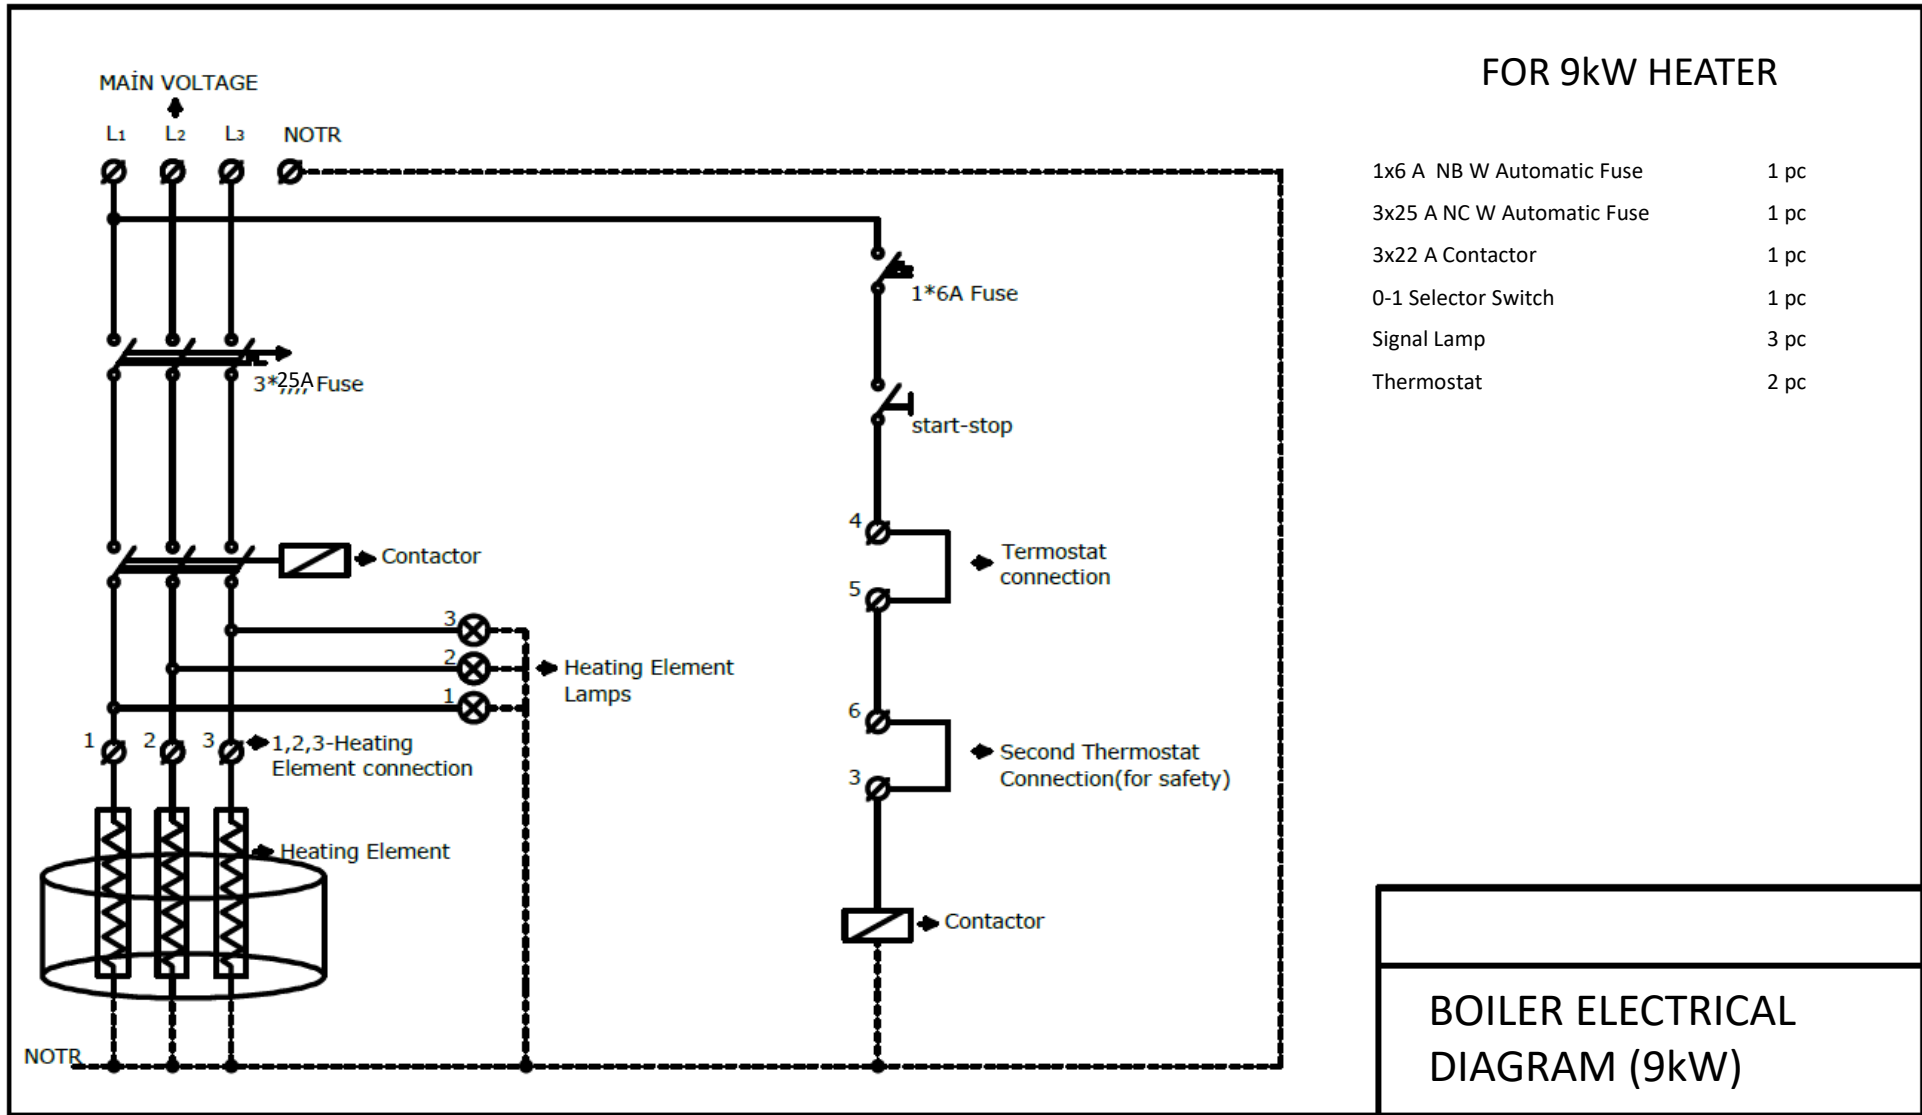 MAİN VOLTAGE
L1 L2 L3 NOTR
FOR 9kW HEATER
1x6 A NB W Automatic Fuse 1 pc
3x25 A NC W Automatic Fuse 1 pc
3x22 A Contactor 1 pc
0-1 Selector Switch 1 pc
Signal Lamp 3 pc
Thermostat 2 pc
1*6A Fuse
3*25A Fuse
start-stop
4
Termostat
connection
5
Contactor
3
2
1
Heating Element
Lamps
6
Second Thermostat
Connection(for safety)
3
1 2 3 1,2,3-Heating
Element connection
Heating Element
Contactor
NOTR
BOILER ELECTRICAL
DIAGRAM (9kW)